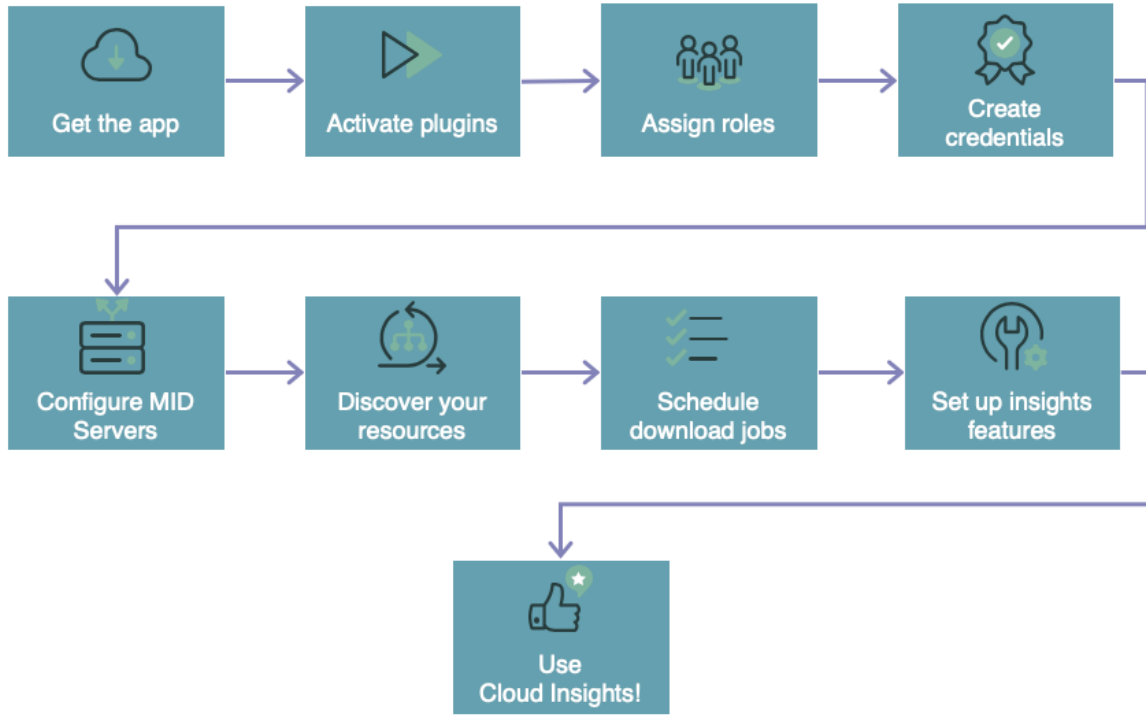 Get the app
Activate plugins
Assign roles
Create
credentials
Configure MID
Servers
Discover your
resources
Schedule
download jobs
Set up insights
features
Use
Cloud Insights!